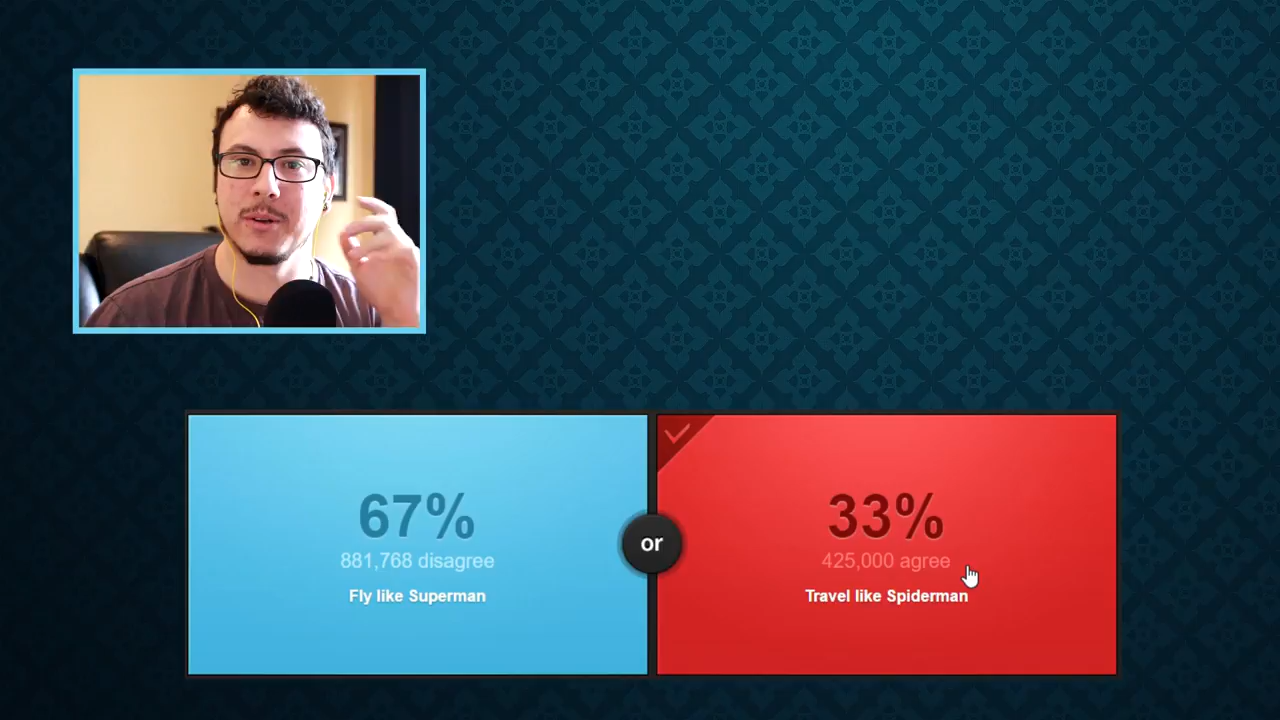 67%
881,768 disagree
Fly like Superman
or
33%
425,000 agree
Travel like Spiderman